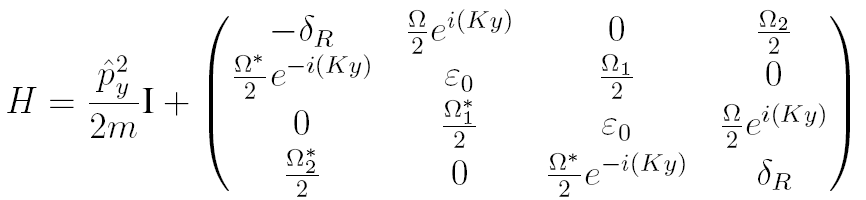 $H = \frac{\hat{p}_y^2}{2m}\mathrm{I} + \begin{pmatrix} -\delta_R & \frac{\Omega}{2}e^{i(Ky)} & 0 & \frac{\Omega_2}{2} \\ \frac{\Omega^*}{2}e^{-i(Ky)} & \varepsilon_0 & \frac{\Omega_1}{2} & 0 \\ 0 & \frac{\Omega_1^*}{2} & \varepsilon_0 & \frac{\Omega}{2}e^{i(Ky)} \\ \frac{\Omega_2^*}{2} & 0 & \frac{\Omega^*}{2}e^{-i(Ky)} & \delta_R \end{pmatrix}$